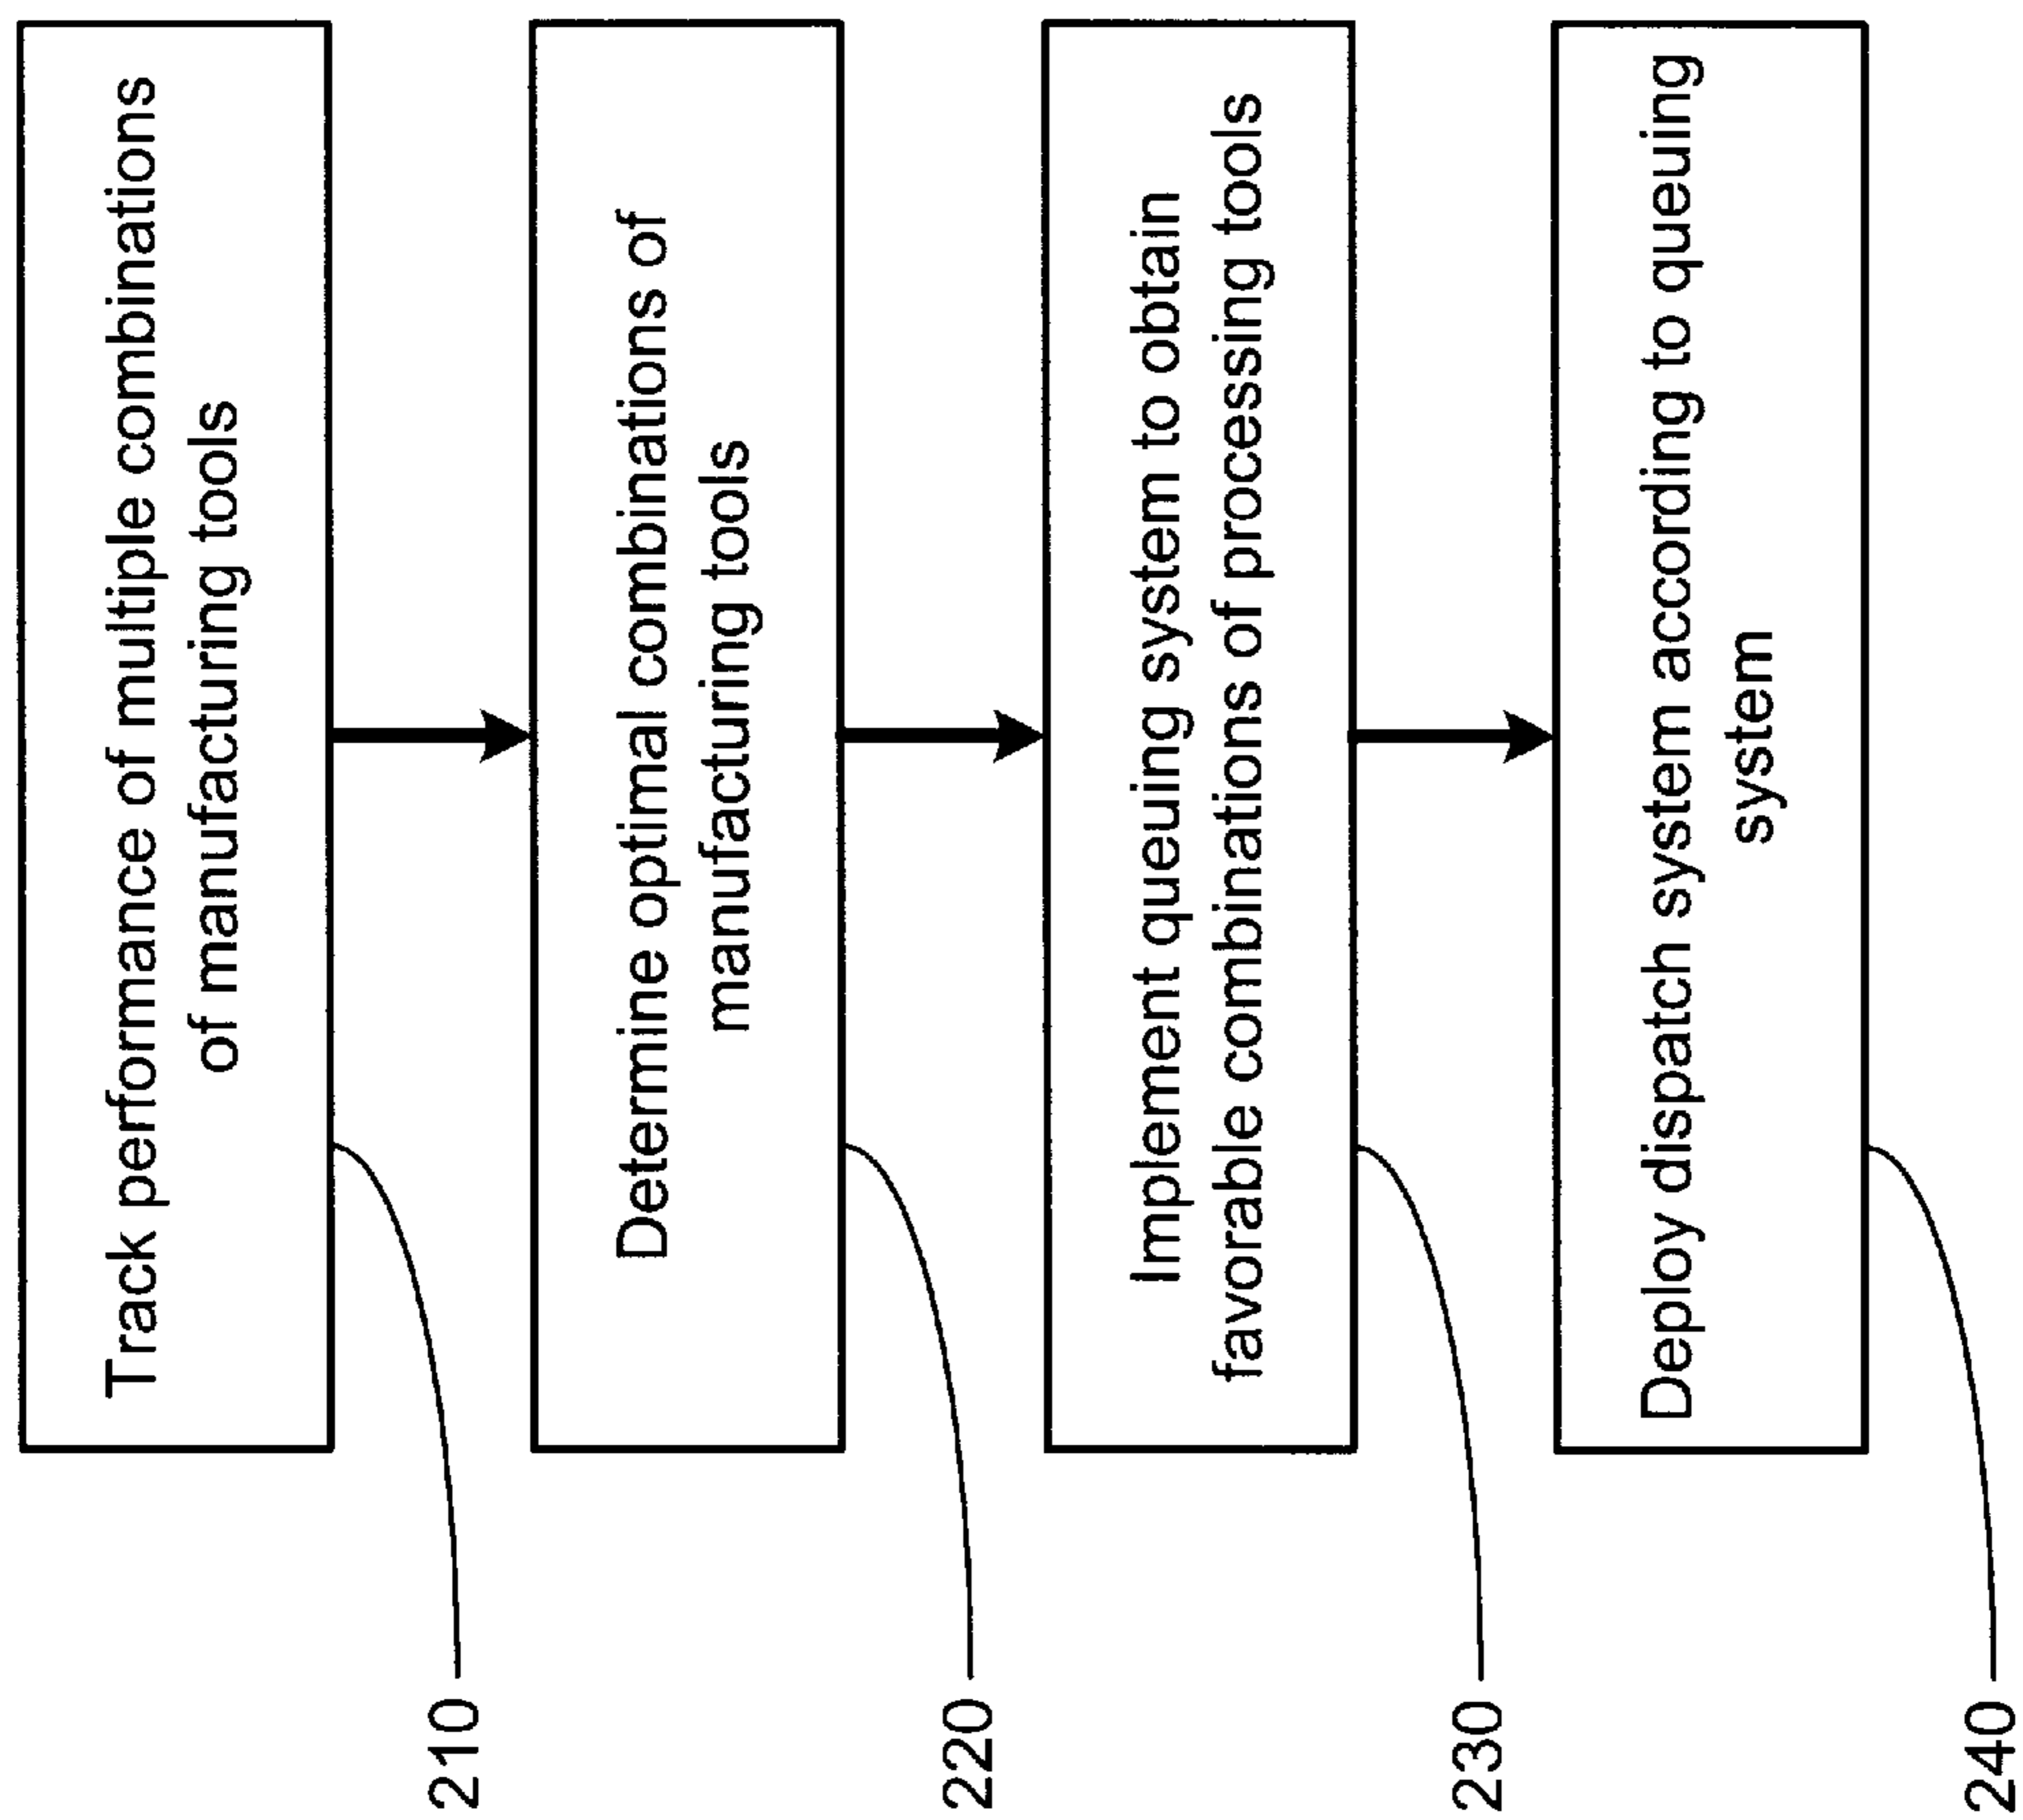 Track performance of multiple combinations
of manufacturing tools
210
Determine optimal combinations of
manufacturing tools
220
Implement queuing system to obtain
favorable combinations of processing tools
230
Deploy dispatch system according to queuing
system
240